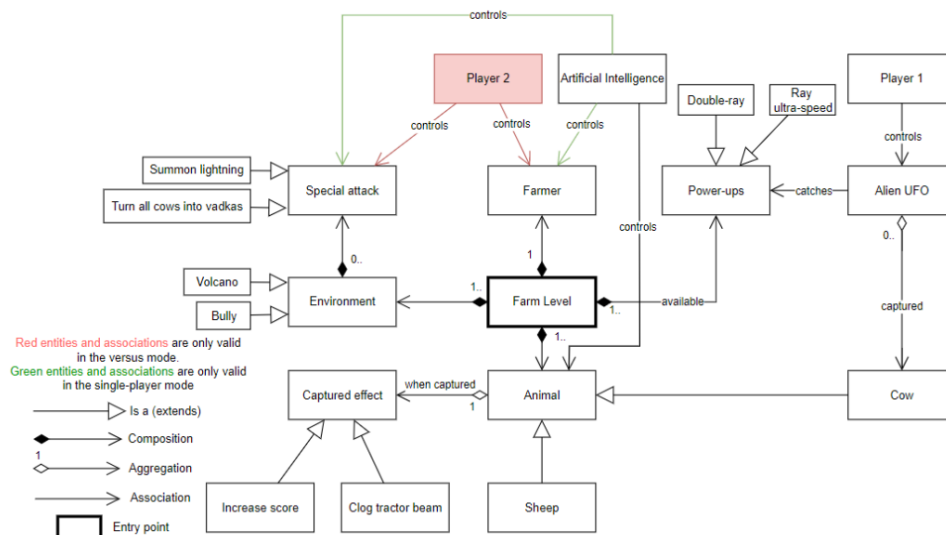 controls
Player 2
Artificial Intelligence
Player 1
Double-ray
Ray
ultra-speed
controls
controls
controls
controls
Summon lightning
Special attack
Farmer
Power-ups
catches
Alien UFO
Turn all cows into vadkas
controls
0..
1
0..
Volcano
Environment
1..
Farm Level
1..
available
captured
Bully
1..
Red entities and associations are only valid
in the versus mode.
Green entities and associations are only valid
in the single-player mode
Captured effect
when captured
1
Animal
Cow
Is a (extends)
Composition
1
Aggregation
Association
Increase score
Clog tractor beam
Sheep
Entry point